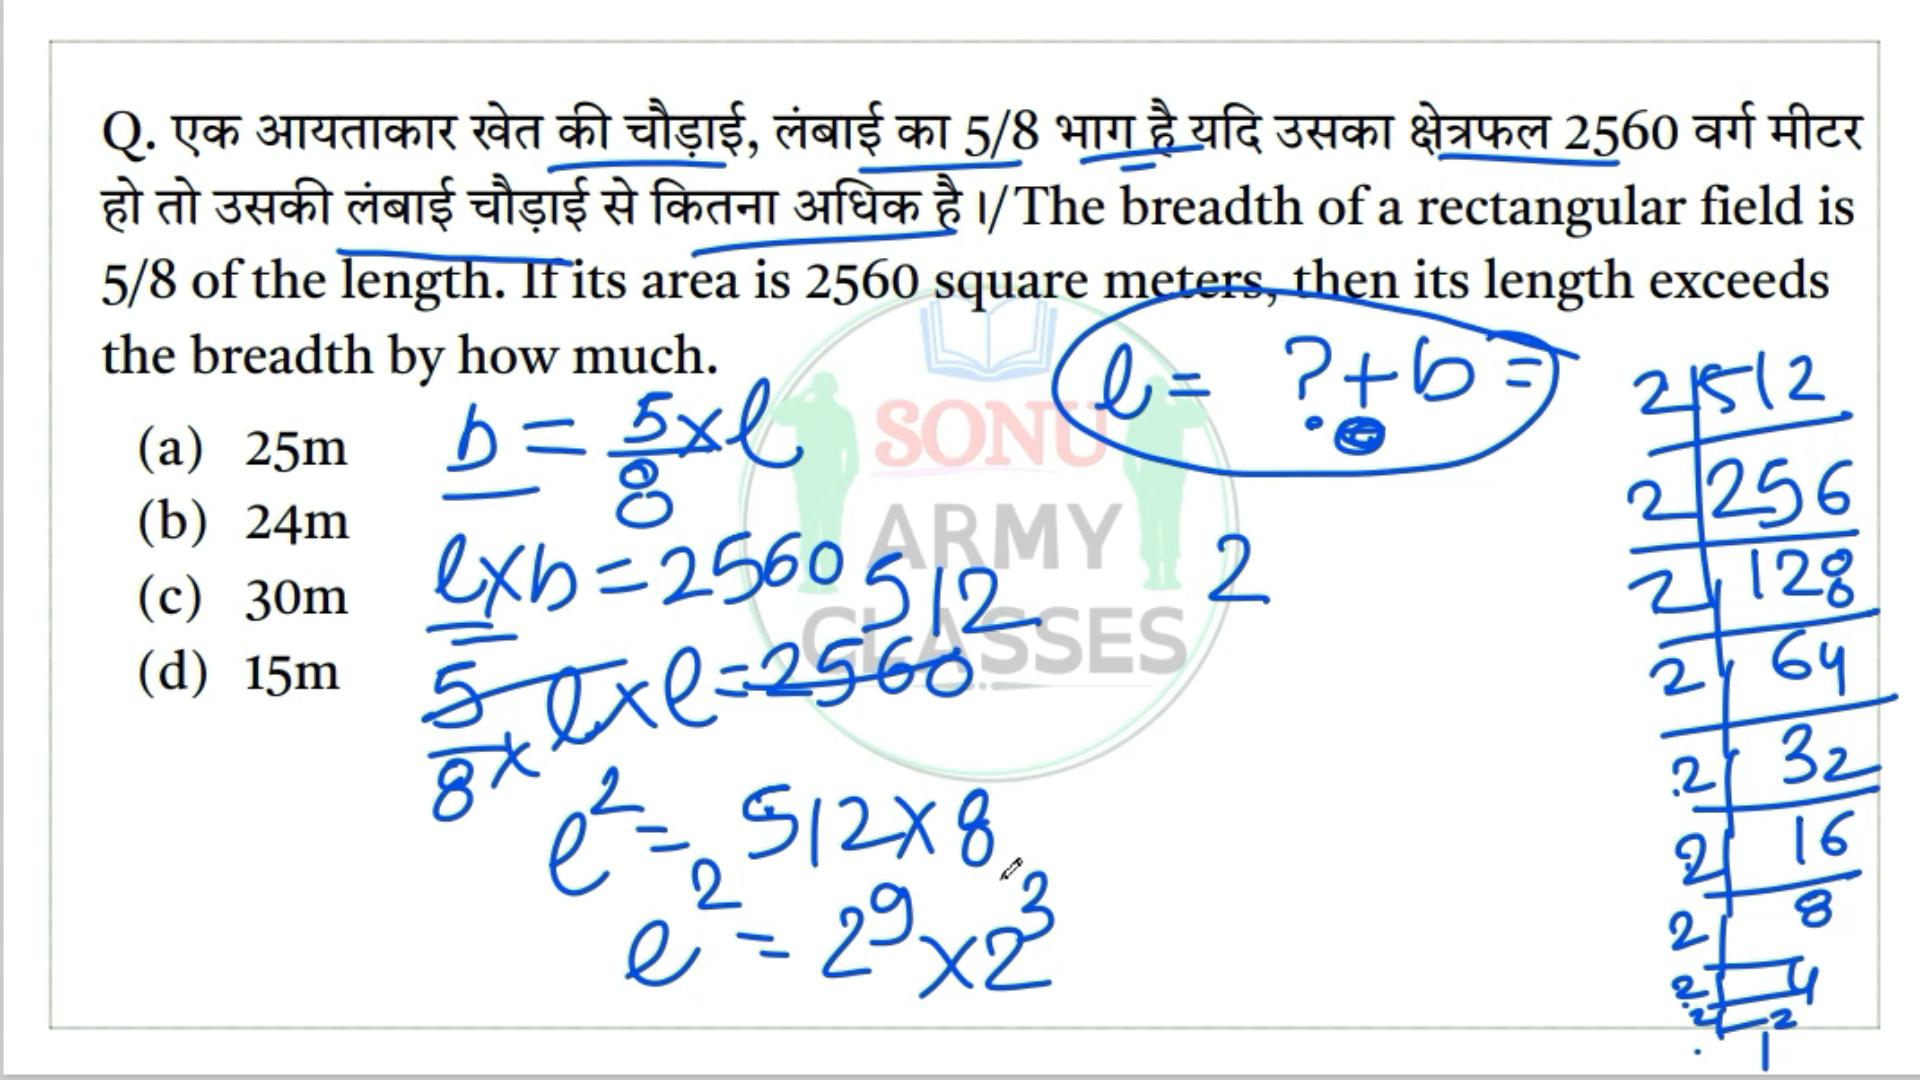 Q. एक आयताकार खेत की चौड़ाई, लंबाई का 5/8 भाग है यदि उसका क्षेत्रफल 2560 वर्ग मीटर
हो तो उसकी लंबाई चौड़ाई से कितना अधिक है।/The breadth of a rectangular field is
5/8 of the length. If its area is 2560 square meters, then its length exceeds
the breadth by how much.
(a) 25m
(b) 24m
(c) 30m
(d) 15m
SONU
ARMY
CLASSES
b = 5/8 × l
l = ? + b =
l × b = 2560
512
2
5/8 × l × l = 2560
l² = 512 × 8
l² = 2⁹ × 2³
2 512
2 256
2 128
2 64
2 32
2 16
2 8
2 4
2 2
1